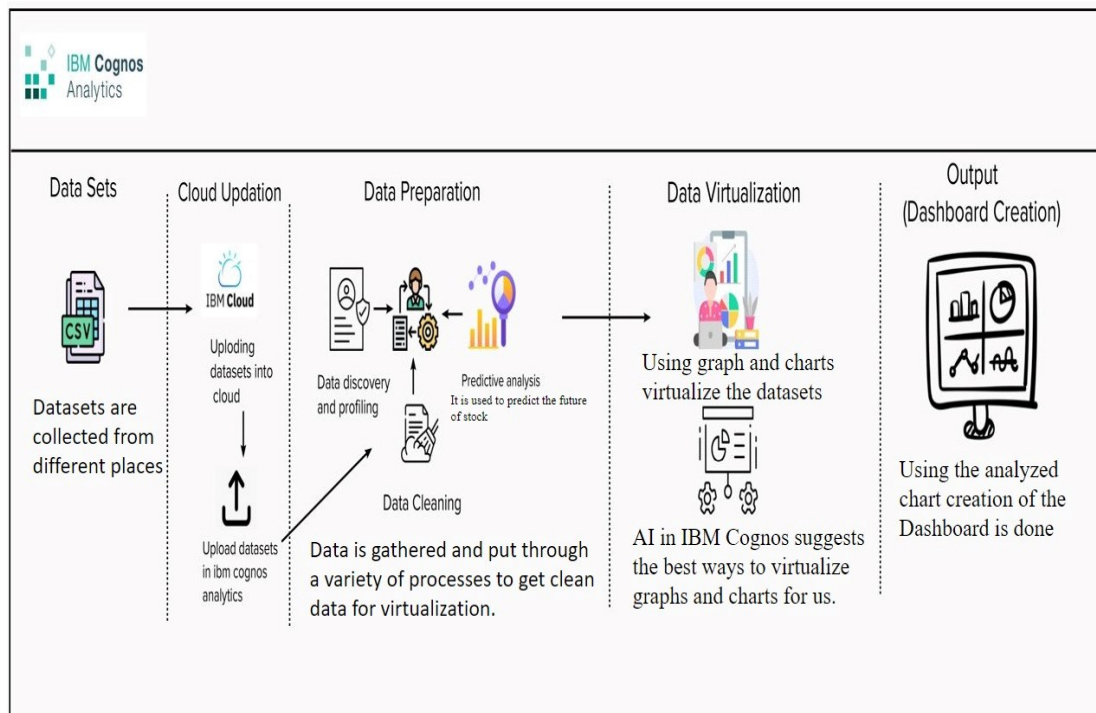 IBM Cognos
Analytics
Data Sets
CSV
Datasets are
collected from
different places
Cloud Updation
IBM Cloud
Uploding
datasets into
cloud
Upload datasets
in ibm cognos
analytics
Data Preparation
Data discovery
and profiling
Predictive analysis
It is used to predict the future
of stock
Data Cleaning
Data is gathered and put through
a variety of processes to get clean
data for virtualization.
Data Virtualization
Using graph and charts
virtualize the datasets
AI in IBM Cognos suggests
the best ways to virtualize
graphs and charts for us.
Output
(Dashboard Creation)
Using the analyzed
chart creation of the
Dashboard is done